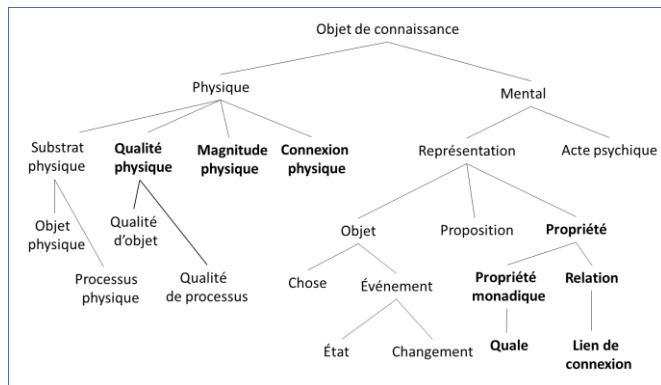 Objet de connaissance
Physique
Mental
Substrat
physique
Qualité
physique
Magnitude
physique
Connexion
physique
Représentation
Acte psychique
Objet
physique
Qualité
d'objet
Objet
Proposition
Propriété
Processus
physique
Qualité
de processus
Chose
Événement
Propriété
monadique
Relation
État
Changement
Quale
Lien de
connexion